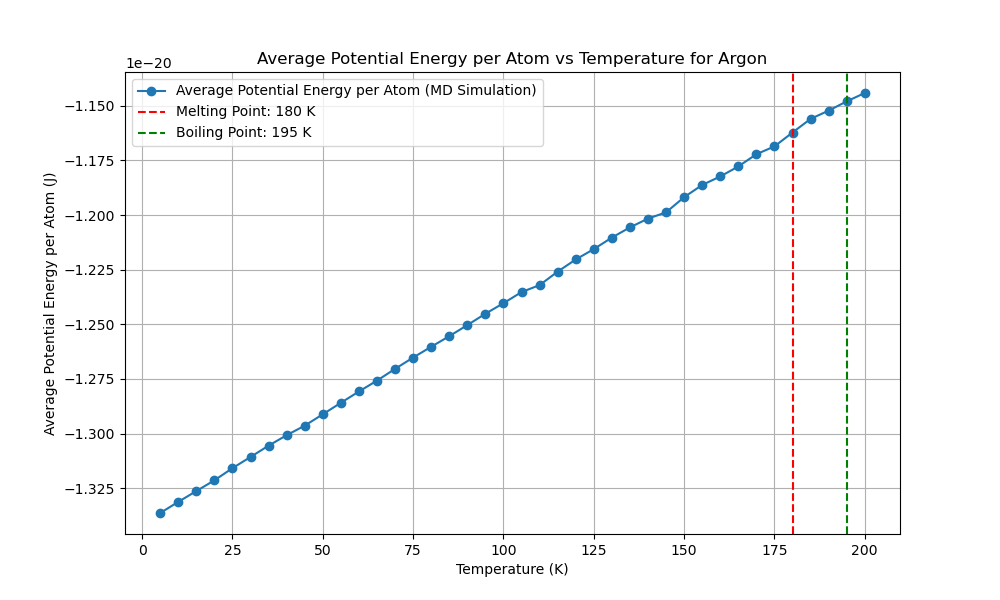 Average Potential Energy per Atom vs Temperature for Argon
1e−20
Average Potential Energy per Atom (MD Simulation)
Melting Point: 180 K
Boiling Point: 195 K
Average Potential Energy per Atom (J)
−1.150
−1.175
−1.200
−1.225
−1.250
−1.275
−1.300
−1.325
0 25 50 75 100 125 150 175 200
Temperature (K)